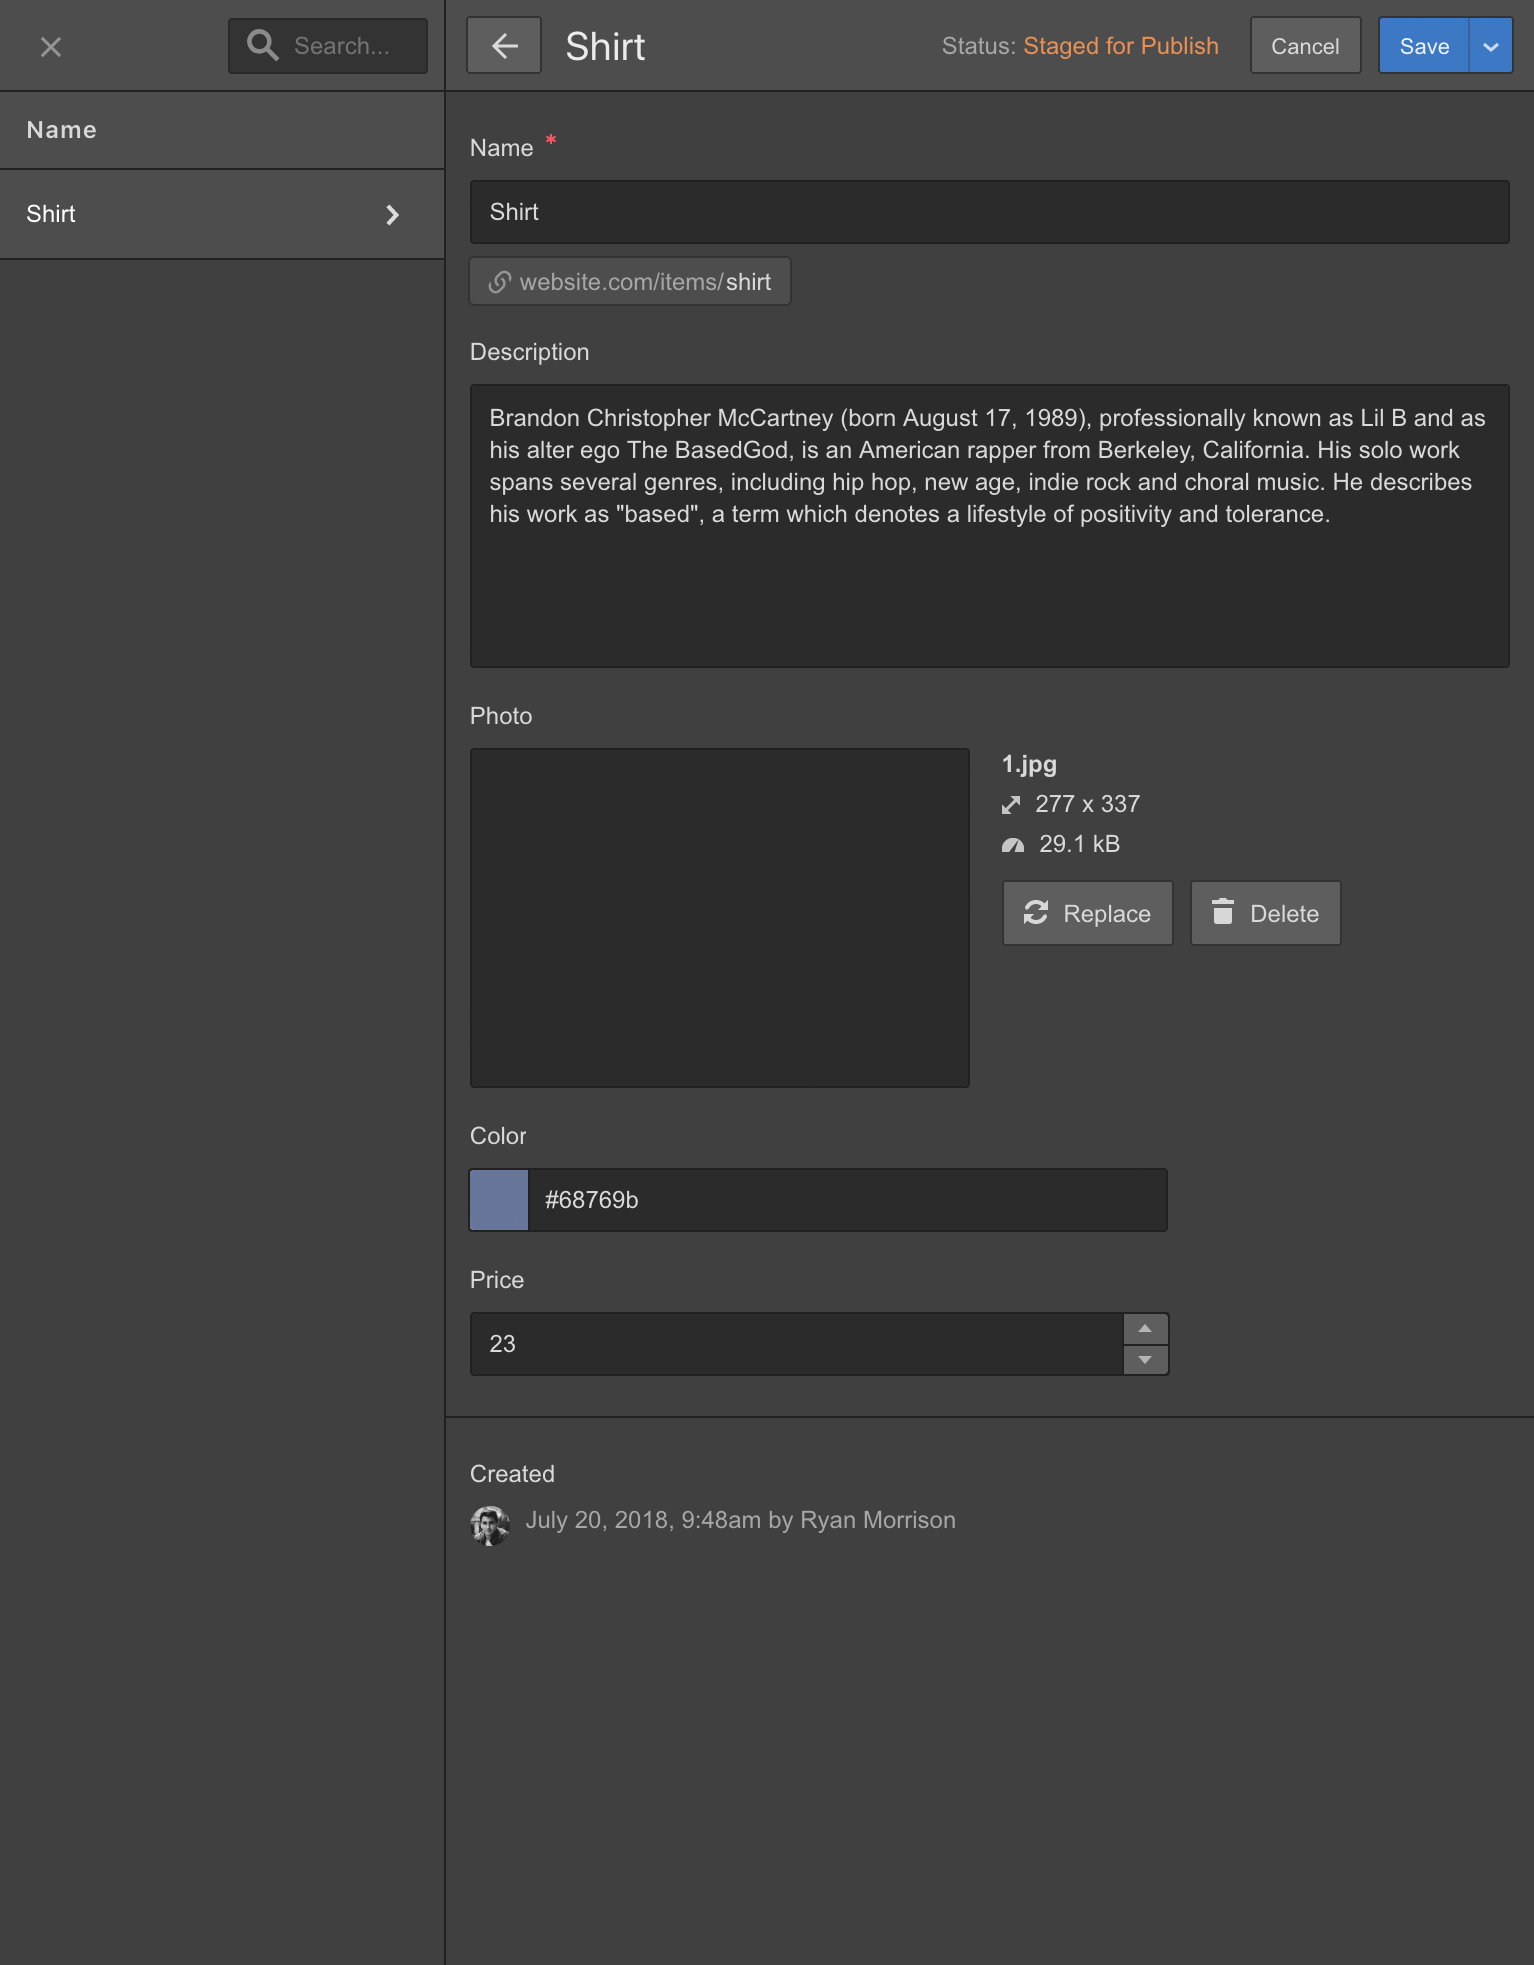 Search...
Shirt
Status: Staged for Publish
Cancel
Save
Name
Shirt
Name *
Shirt
website.com/items/shirt
Description
Brandon Christopher McCartney (born August 17, 1989), professionally known as Lil B and as
his alter ego The BasedGod, is an American rapper from Berkeley, California. His solo work
spans several genres, including hip hop, new age, indie rock and choral music. He describes
his work as "based", a term which denotes a lifestyle of positivity and tolerance.
Photo
1.jpg
277 x 337
29.1 kB
Replace
Delete
Color
#68769b
Price
23
Created
July 20, 2018, 9:48am by Ryan Morrison